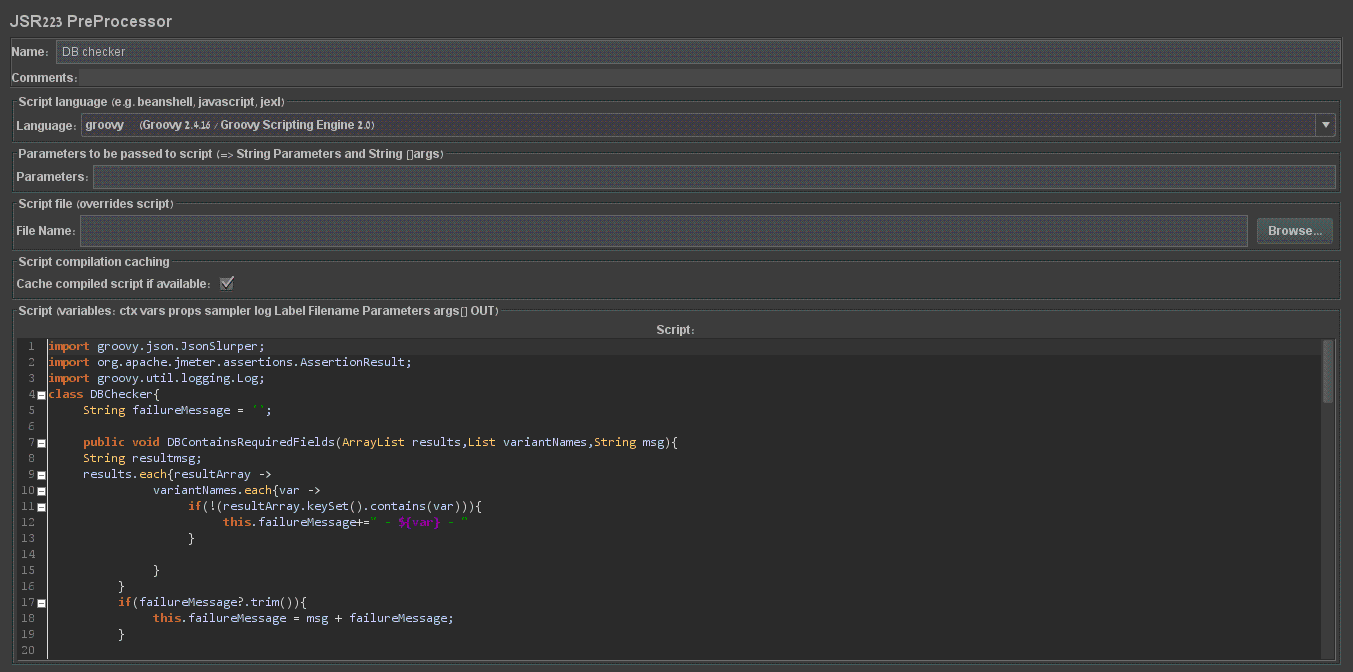 JSR223 PreProcessor
Name: DB checker
Comments:
Script language (e.g. beanshell, javascript, jexl)
Language: groovy (Groovy 2.4.16 / Groovy Scripting Engine 2.0)
Parameters to be passed to script (=> String Parameters and String []args)
Parameters:
Script file (overrides script)
File Name: Browse...
Script compilation caching
Cache compiled script if available:
Script (variables: ctx vars props sampler log Label Filename Parameters args[] OUT)
Script:
1 import groovy.json.JsonSlurper;
2 import org.apache.jmeter.assertions.AssertionResult;
3 import groovy.util.logging.Log;
4 class DBChecker{
5 String failureMessage = '';
6
7 public void DBContainsRequiredFields(ArrayList results,List variantNames,String msg){
8 String resultmsg;
9 results.each{resultArray ->
10 variantNames.each{var ->
11 if(!(resultArray.keySet().contains(var))){
12 this.failureMessage+=" - ${var} - "
13 }
14
15 }
16 }
17 if(failureMessage?.trim()){
18 this.failureMessage = msg + failureMessage;
19 }
20